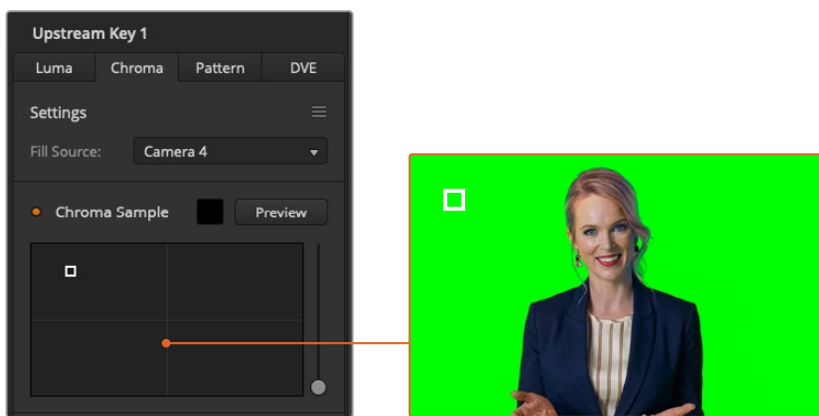 Upstream Key 1
Luma Chroma Pattern DVE
Settings
Fill Source: Camera 4
Chroma Sample Preview